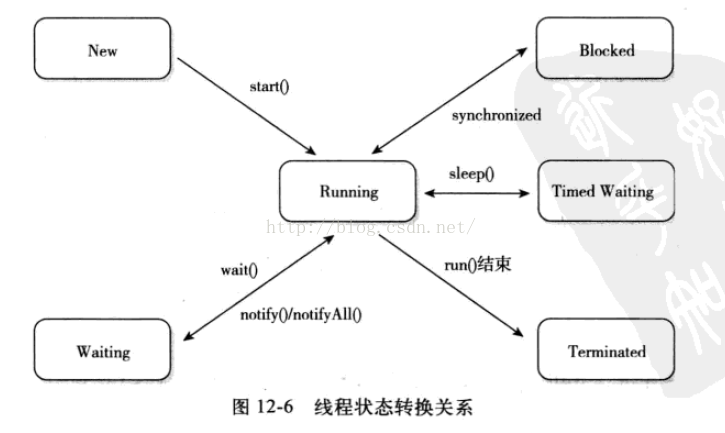 New
Blocked
start()
synchronized
Running
sleep()
Timed Waiting
http://blog.csdn.net/
wait()
run()结束
notify()/notifyAll()
Waiting
Terminated
图 12-6 线程状态转换关系